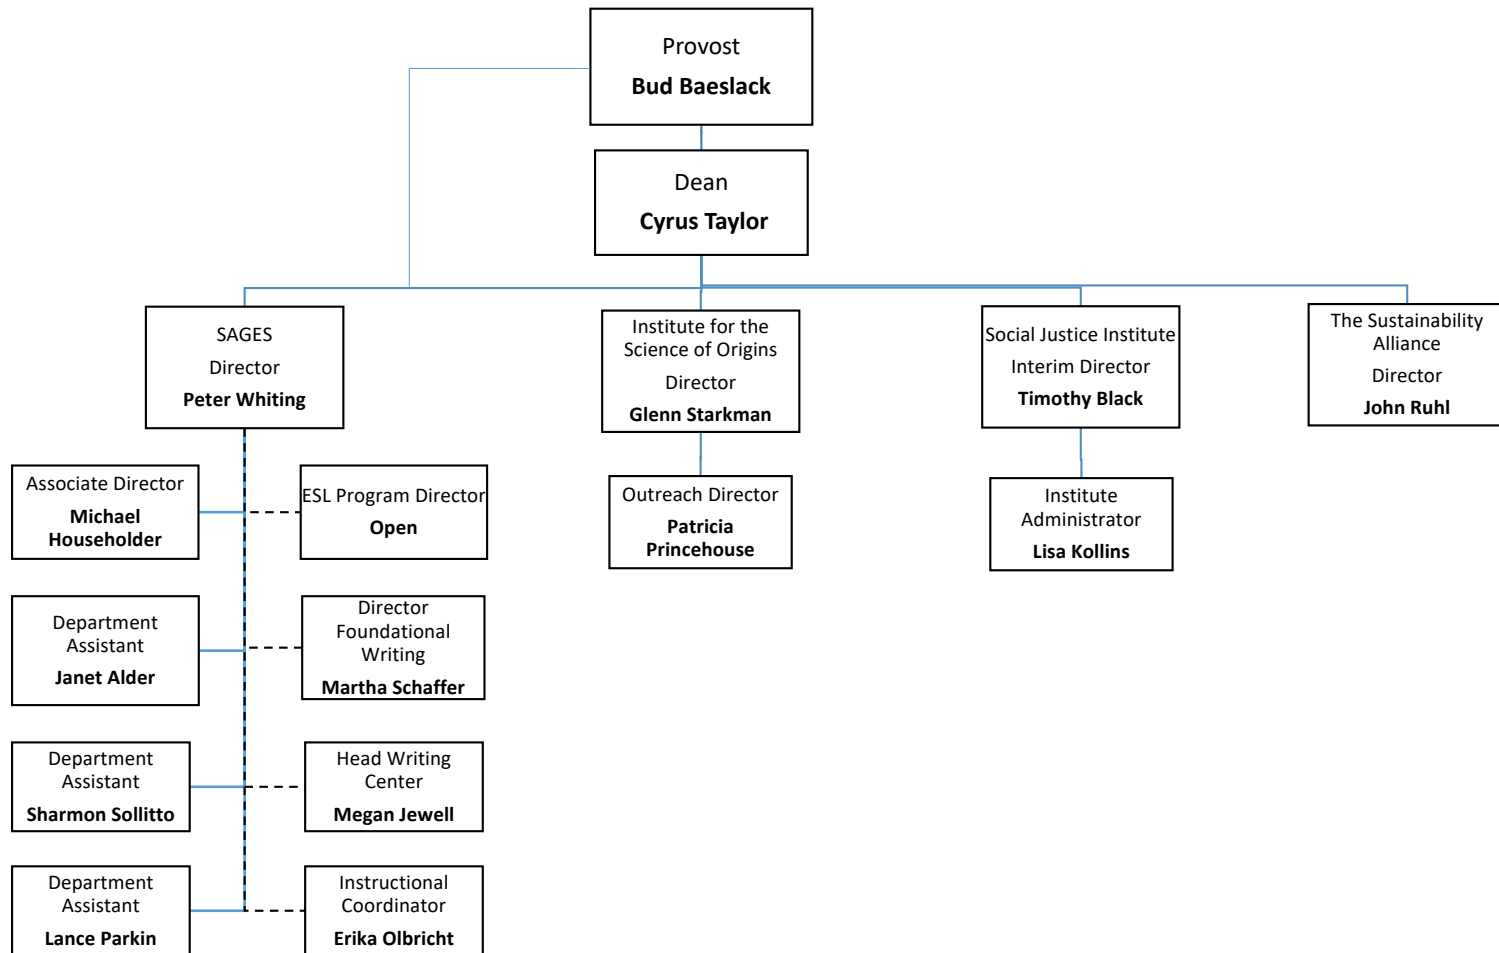 Provost
Bud Baeslack
Dean
Cyrus Taylor
SAGES
Director
Peter Whiting
Institute for the
Science of Origins
Director
Glenn Starkman
Social Justice Institute
Interim Director
Timothy Black
The Sustainability
Alliance
Director
John Ruhl
Associate Director
Michael
Householder
ESL Program Director
Open
Outreach Director
Patricia
Princehouse
Institute
Administrator
Lisa Kollins
Department
Assistant
Janet Alder
Director
Foundational
Writing
Martha Schaffer
Department
Assistant
Sharmon Sollitto
Head Writing
Center
Megan Jewell
Department
Assistant
Lance Parkin
Instructional
Coordinator
Erika Olbricht